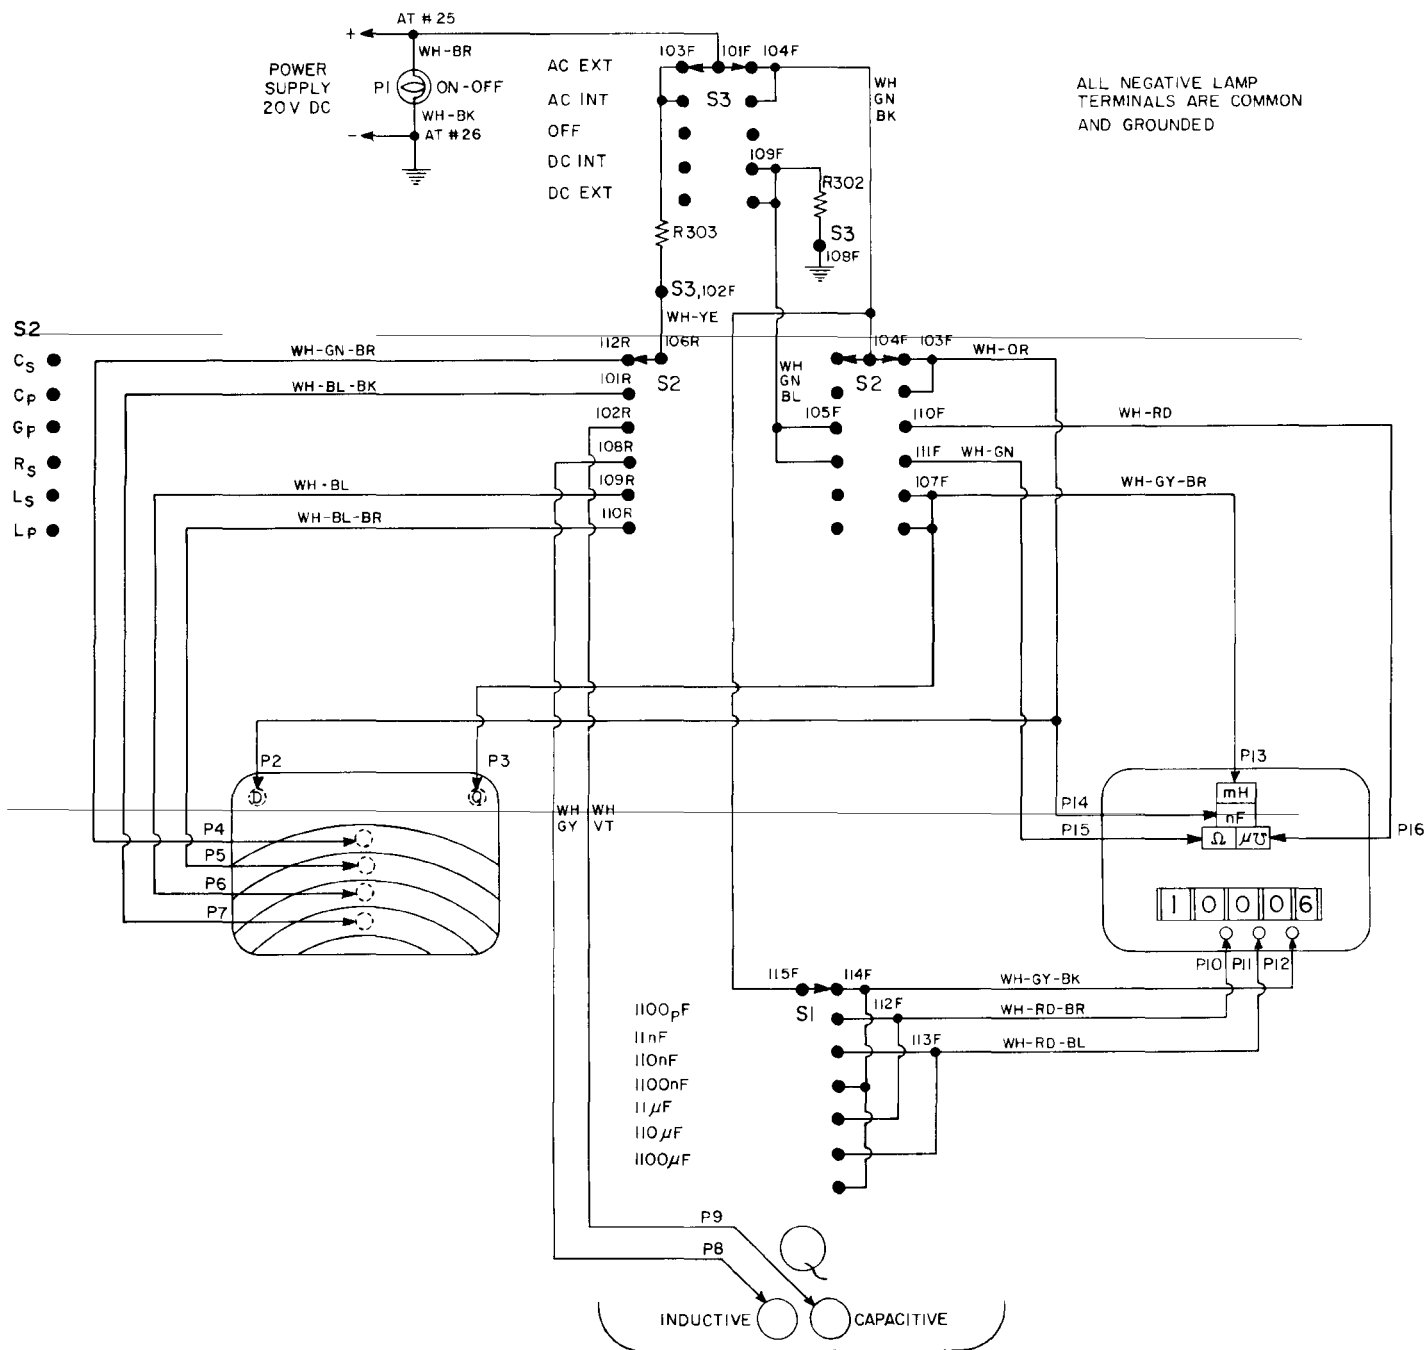 AT #25
+
WH-BR
POWER
SUPPLY
20V DC
P1
ON-OFF
WH-BK
-
AT #26
AC EXT
AC INT
OFF
DC INT
DC EXT
103F
101F
104F
S3
109F
R302
S3
108F
R303
S3,102F
WH-YE
WH
GN
BK
ALL NEGATIVE LAMP
TERMINALS ARE COMMON
AND GROUNDED
S2
CS
CP
GP
RS
LS
LP
WH-GN-BR
WH-BL-BK
WH-BL
WH-BL-BR
112R
106R
S2
101R
102R
108R
109R
110R
WH
GN
BL
104F
103F
S2
WH-OR
105F
110F
WH-RD
111F
WH-GN
107F
WH-GY-BR
P2
P3
D
Q
P4
P5
P6
P7
WH
GY
WH
VT
P13
mH
P14
nF
P15
Ω
μ℧
P16
1 0 0 0 6
P10
P11
P12
115F
114F
WH-GY-BK
S1
112F
WH-RD-BR
113F
WH-RD-BL
1100pF
11nF
110nF
1100nF
11μF
110μF
1100μF
P9
P8
Q
INDUCTIVE
CAPACITIVE